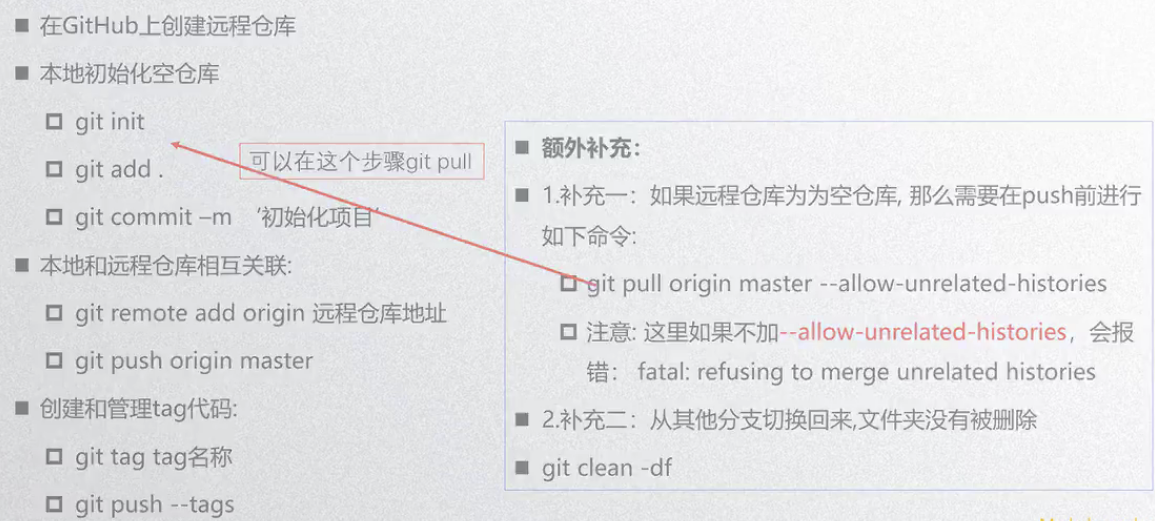 ■ 在GitHub上创建远程仓库
■ 本地初始化空仓库
git init
git add .
git commit –m ‘初始化项目’
■ 本地和远程仓库相互关联:
git remote add origin 远程仓库地址
git push origin master
■ 创建和管理tag代码:
git tag tag名称
git push --tags
可以在这个步骤git pull
■ 额外补充：
■ 1.补充一：如果远程仓库为为空仓库, 那么需要在push前进行
如下命令:
git pull origin master --allow-unrelated-histories
注意: 这里如果不加--allow-unrelated-histories，会报
错： fatal: refusing to merge unrelated histories
■ 2.补充二：从其他分支切换回来,文件夹没有被删除
■ git clean -df